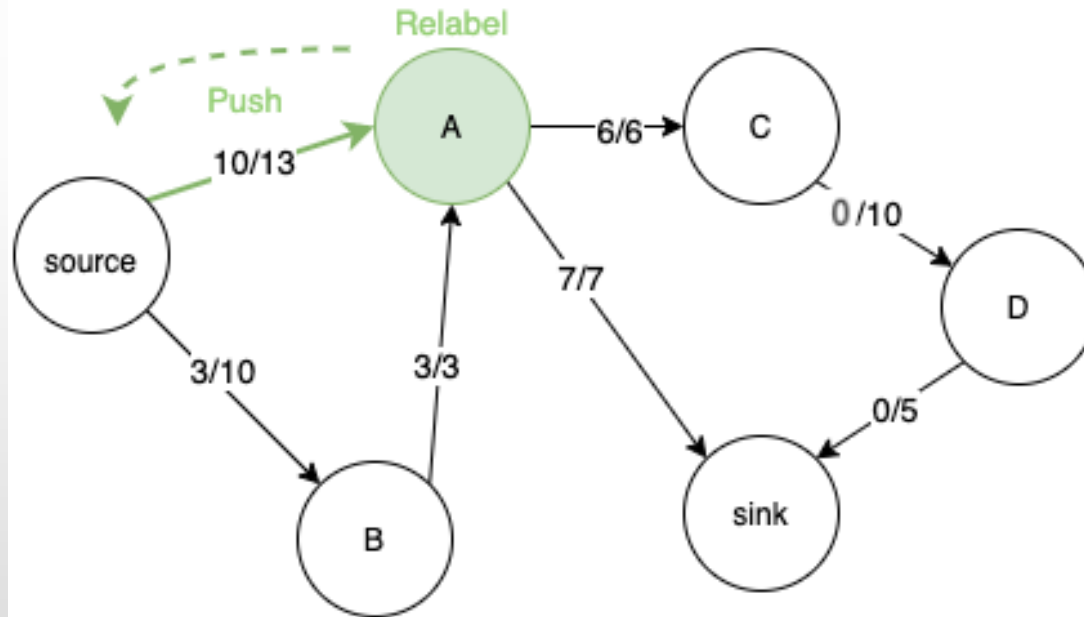 Relabel
Push
A
6/6
C
10/13
0/10
source
7/7
D
3/10
3/3
0/5
sink
B